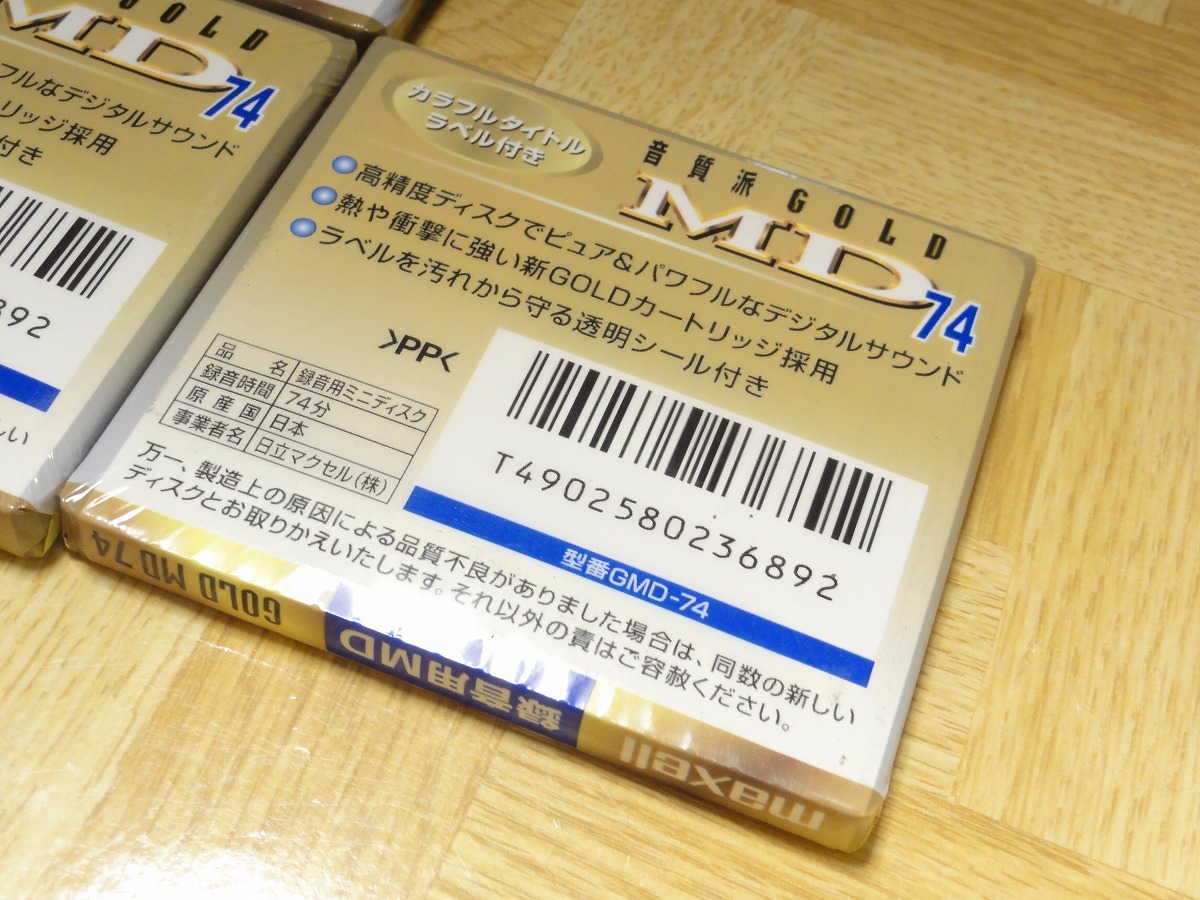 GOLD
MD74
フルなデジタルサウンド
リッジ採用
付き
892
しい
カラフルタイトル
ラベル付き
音質派 GOLD
MD74
高精度ディスクでピュア&パワフルなデジタルサウンド
熱や衝撃に強い新GOLDカートリッジ採用
ラベルを汚れから守る透明シール付き
>PP<
品名 録音用ミニディスク
録音時間 74分
原産国 日本
事業者名 日立マクセル(株)
T4902580236892
型番GMD-74
万一、製造上の原因による品質不良がありました場合は、同数の新しい
ディスクとお取りかえいたします。それ以外の責はご容赦ください。
GOLD MD 74
録音用MD
maxell